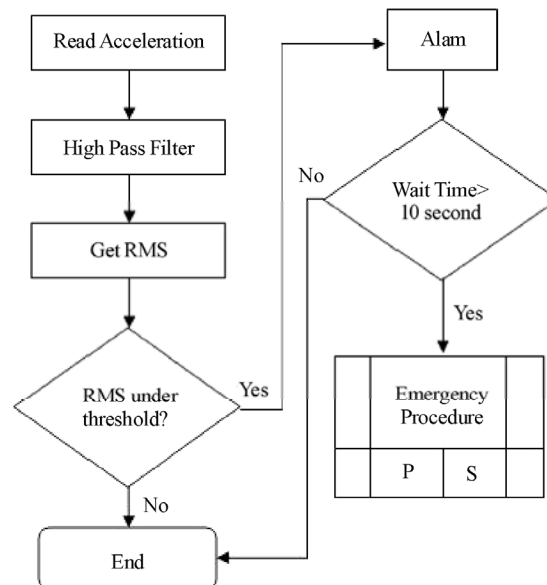 Read Acceleration
High Pass Filter
Get RMS
RMS under
threshold?
Yes
No
End
Alam
No
Wait Time>
10 second
Yes
Emergency
Procedure
P
S